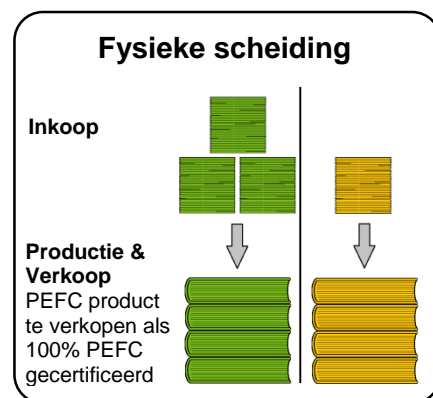 Fysieke scheiding
Inkoop
Productie &
Verkoop
PEFC product
te verkopen als
100% PEFC
gecertificeerd